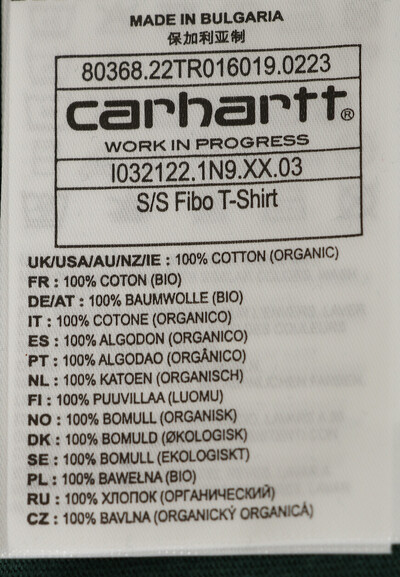 MADE IN BULGARIA
保加利亚制
80368.22TR016019.0223
carhartt®
WORK IN PROGRESS
I032122.1N9.XX.03
S/S Fibo T-Shirt
UK/USA/AU/NZ/IE : 100% COTTON (ORGANIC)
FR : 100% COTON (BIO)
DE/AT : 100% BAUMWOLLE (BIO)
IT : 100% COTONE (ORGANICO)
ES : 100% ALGODON (ORGANICO)
PT : 100% ALGODAO (ORGÂNICO)
NL : 100% KATOEN (ORGANISCH)
FI : 100% PUUVILLAA (LUOMU)
NO : 100% BOMULL (ORGANISK)
DK : 100% BOMULD (ØKOLOGISK)
SE : 100% BOMULL (EKOLOGISKT)
PL : 100% BAWEŁNA (BIO)
RU : 100% ХЛОПОК (ОРГАНИЧЕСКИЙ)
CZ : 100% BAVLNA (ORGANICKÝ ORGANICÁ)